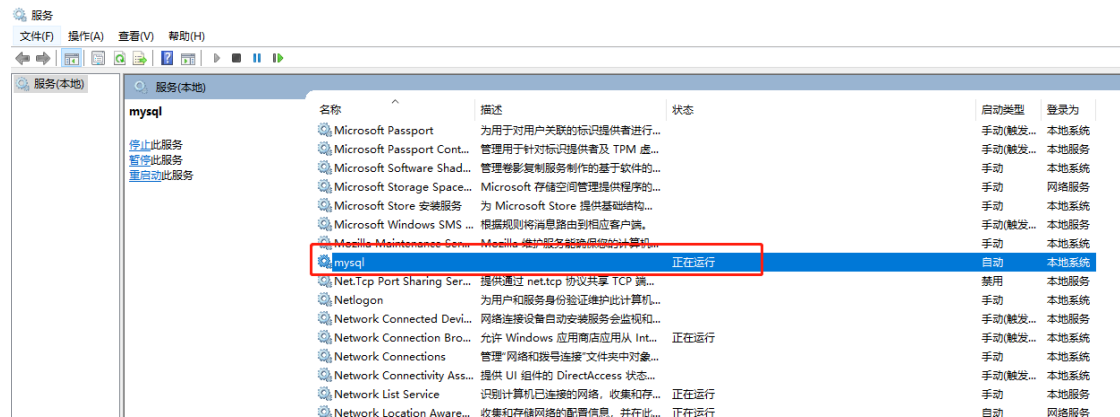 服务
文件(F) 操作(A) 查看(V) 帮助(H)
服务(本地)
服务(本地)
mysql
停止此服务
暂停此服务
重启动此服务
名称 描述 状态 启动类型 登录为
Microsoft Passport 为用于对用户关联的标识提供者进行... 手动(触发... 本地系统
Microsoft Passport Cont... 管理用于针对标识提供者及 TPM 虚... 手动(触发... 本地服务
Microsoft Software Shad... 管理卷影复制服务制作的基于软件的... 手动 本地系统
Microsoft Storage Space... Microsoft 存储空间管理提供程序的... 手动 网络服务
Microsoft Store 安装服务 为 Microsoft Store 提供基础结构... 手动 本地系统
Microsoft Windows SMS ... 根据规则将消息路由到相应客户端。 手动(触发... 本地服务
Mozilla Maintenance Ser... Mozilla 维护服务能确保您的计算机... 手动 本地系统
mysql 正在运行 自动 本地系统
Net.Tcp Port Sharing Ser... 提供通过 net.tcp 协议共享 TCP 端... 禁用 本地服务
Netlogon 为用户和服务身份验证维护此计算机... 手动 本地系统
Network Connected Devi... 网络连接设备自动安装服务会监视和... 手动(触发... 本地服务
Network Connection Bro... 允许 Windows 应用商店应用从 Int... 正在运行 手动(触发... 本地系统
Network Connections 管理“网络和拨号连接”文件夹中对象... 手动 本地系统
Network Connectivity Ass... 提供 UI 组件的 DirectAccess 状态... 手动(触发... 本地系统
Network List Service 识别计算机已连接的网络，收集和存... 正在运行 手动 本地服务
Network Location Aware... 收集和存储网络的配置信息，并在此... 正在运行 自动 网络服务